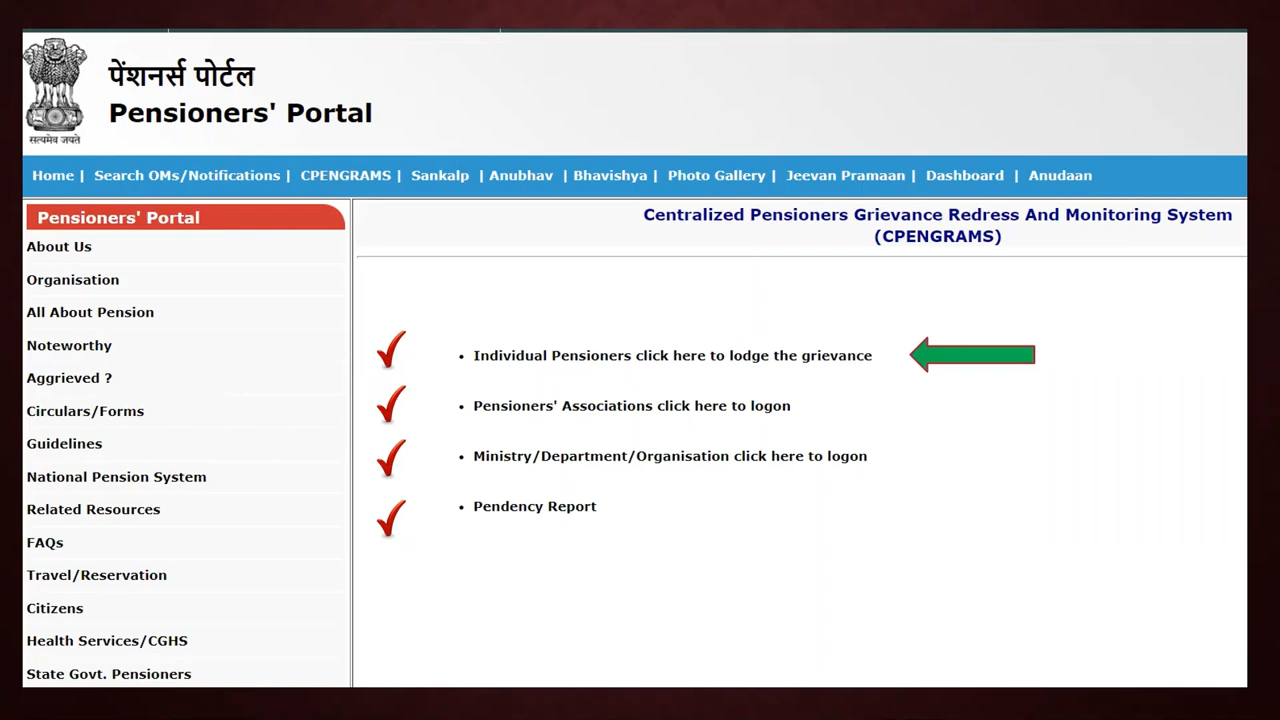 पेंशनर्स पोर्टल
Pensioners' Portal
सत्यमेव जयते
Home | Search OMs/Notifications | CPENGRAMS | Sankalp | Anubhav | Bhavishya | Photo Gallery | Jeevan Pramaan | Dashboard | Anudaan
Pensioners' Portal
About Us
Organisation
All About Pension
Noteworthy
Aggrieved ?
Circulars/Forms
Guidelines
National Pension System
Related Resources
FAQs
Travel/Reservation
Citizens
Health Services/CGHS
State Govt. Pensioners
Centralized Pensioners Grievance Redress And Monitoring System
(CPENGRAMS)
• Individual Pensioners click here to lodge the grievance
• Pensioners' Associations click here to logon
• Ministry/Department/Organisation click here to logon
• Pendency Report